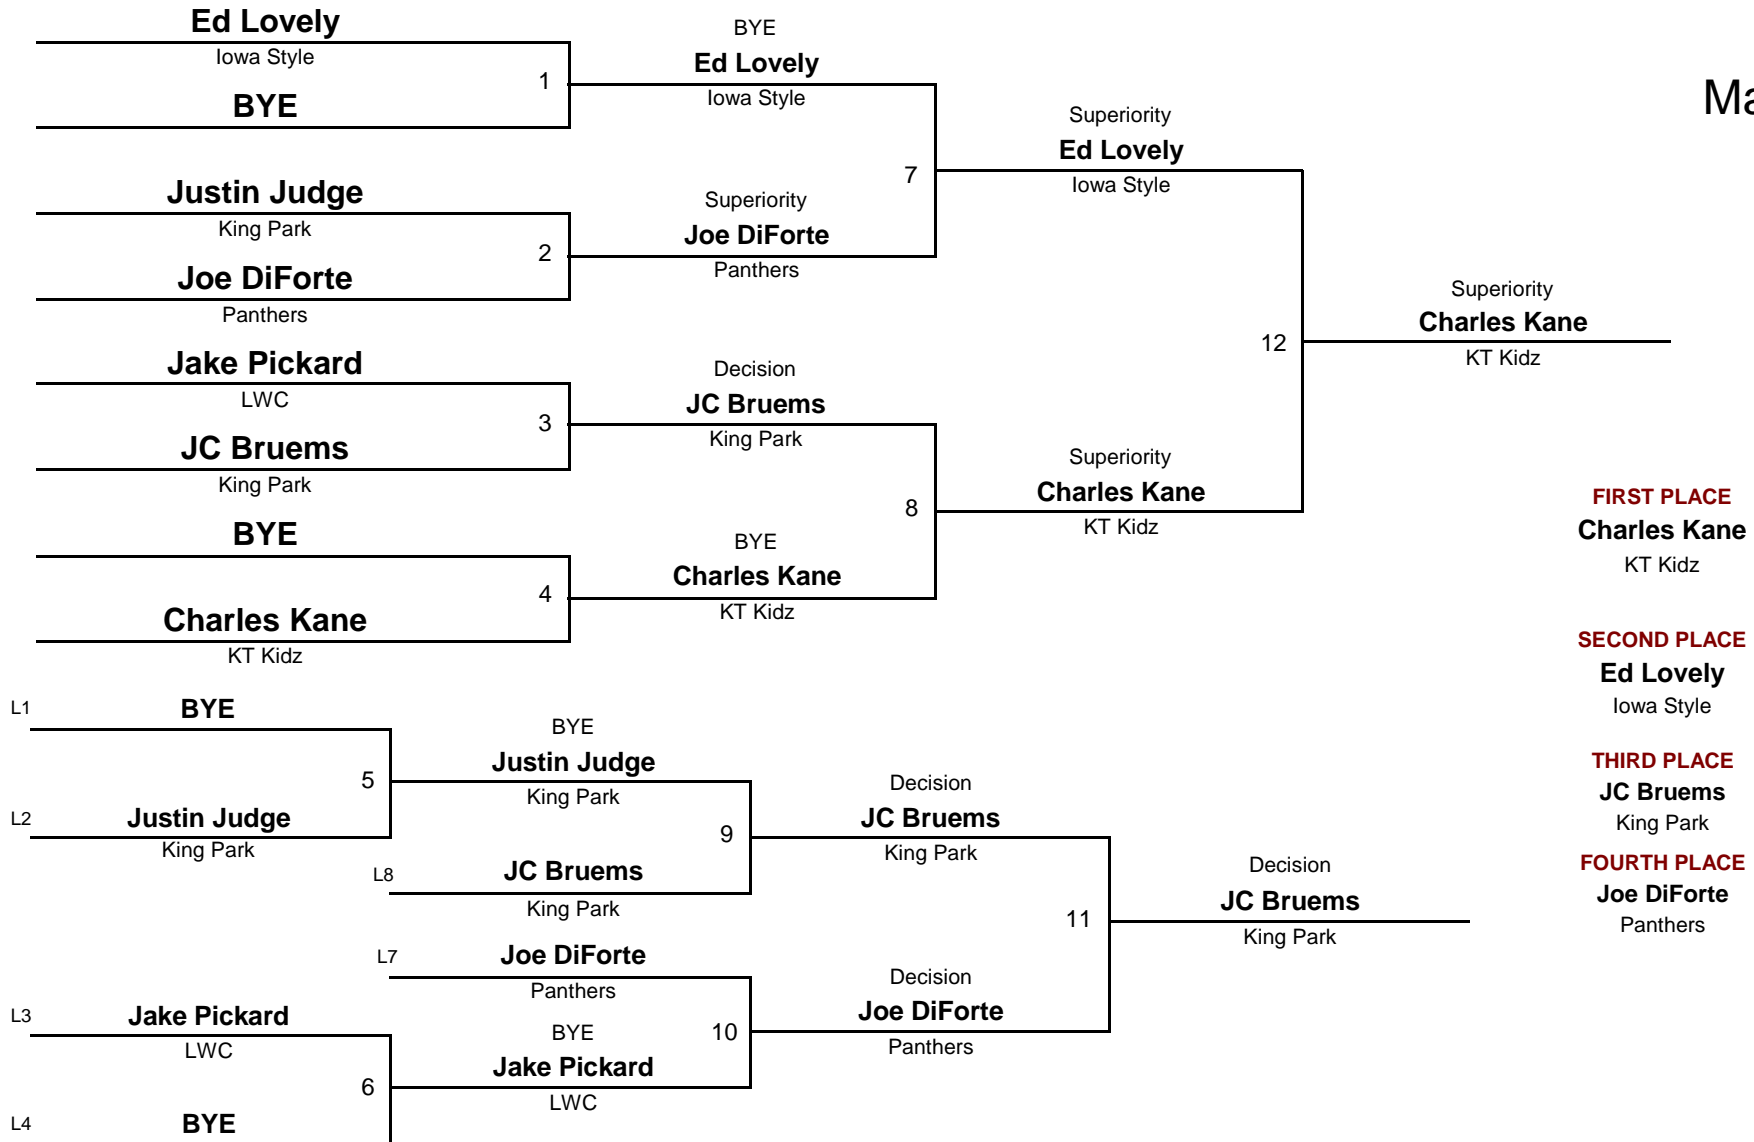 Ed Lovely
Iowa Style
1
BYE
BYE
Ed Lovely
Iowa Style
Ma
Justin Judge
King Park
2
Joe DiForte
Panthers
Superiority
Joe DiForte
Panthers
7
Superiority
Ed Lovely
Iowa Style
Jake Pickard
LWC
3
JC Bruems
King Park
Decision
JC Bruems
King Park
BYE
4
Charles Kane
KT Kidz
BYE
Charles Kane
KT Kidz
8
Superiority
Charles Kane
KT Kidz
12
Superiority
Charles Kane
KT Kidz
FIRST PLACE
Charles Kane
KT Kidz
SECOND PLACE
Ed Lovely
Iowa Style
THIRD PLACE
JC Bruems
King Park
FOURTH PLACE
Joe DiForte
Panthers
L1
BYE
5
L2
Justin Judge
King Park
BYE
Justin Judge
King Park
9
L8
JC Bruems
King Park
Decision
JC Bruems
King Park
L7
Joe DiForte
Panthers
10
L3
Jake Pickard
LWC
6
L4
BYE
BYE
Jake Pickard
LWC
Decision
Joe DiForte
Panthers
11
Decision
JC Bruems
King Park